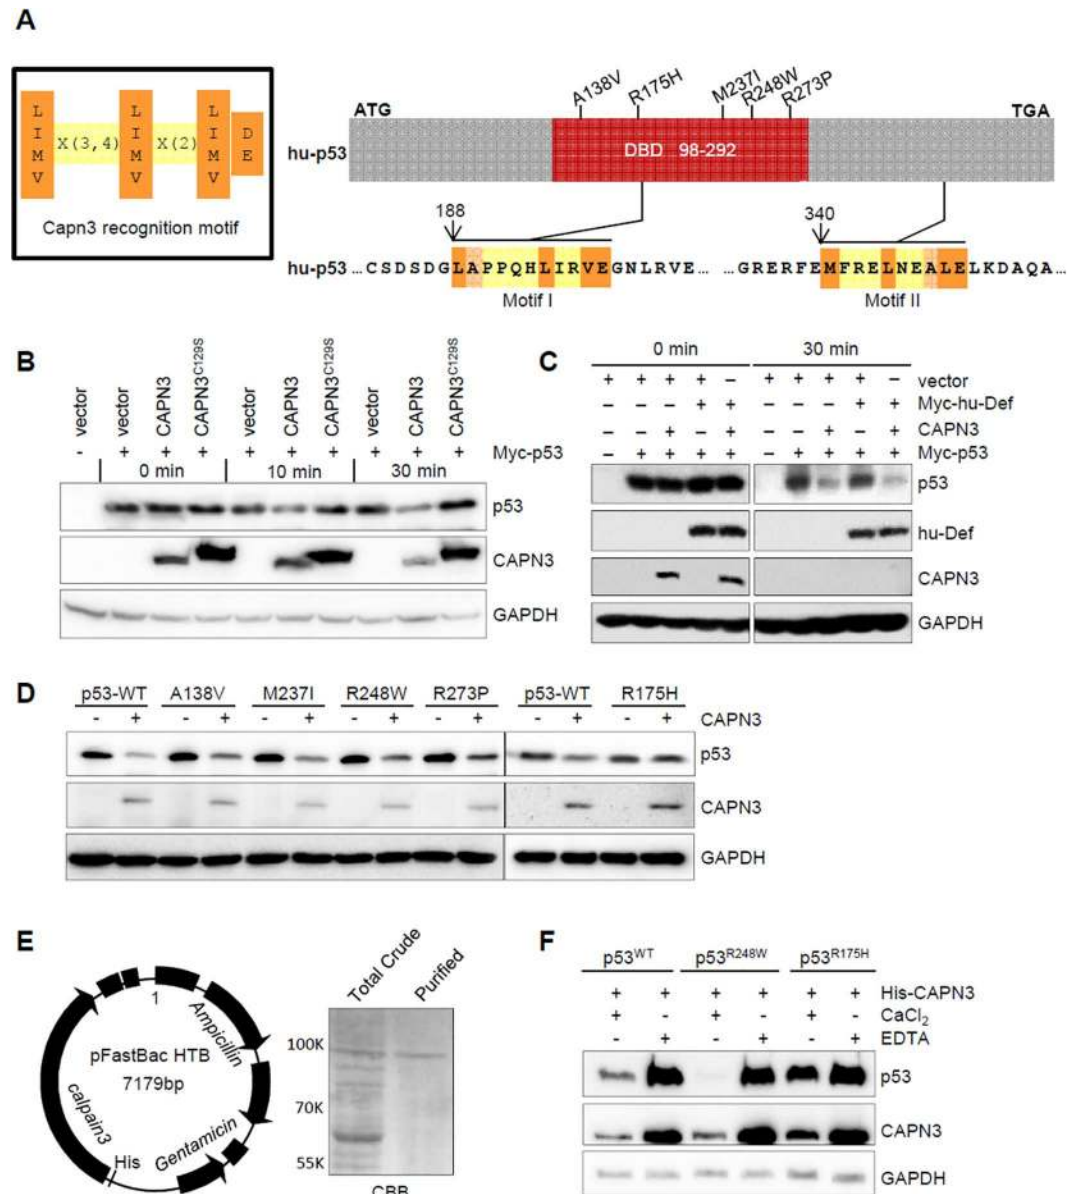 A
L I M V
X(3,4)
L I M V
X(2)
L I M V
D E
Capn3 recognition motif
A138V R175H M237I R248W R273P
ATG TGA
hu-p53 DBD 98-292
188 340
hu-p53 ... CSDSDGLAPPQHLIRVEGNLRVE... GRERFEMFRELNEALELKDAQA...
Motif I Motif II
B
vector vector CAPN3 CAPN3C129S vector CAPN3 CAPN3C129S vector CAPN3 CAPN3C129S
- + + + + + + + + + Myc-p53
0 min 10 min 30 min
p53
CAPN3
GAPDH
C
0 min 30 min
+ + + + – + + + + – vector
– – – + + – – – + + Myc-hu-Def
– – + – + – – + – + CAPN3
– + + + + – + + + + Myc-p53
p53
hu-Def
CAPN3
GAPDH
D
p53-WT A138V M237I R248W R273P p53-WT R175H
- + - + - + - + - + - + - + CAPN3
p53
CAPN3
GAPDH
E
1
Ampicillin
pFastBac HTB
7179bp
calpain3
His
Gentamicin
Total Crude Purified
100K
70K
55K
CBB
F
p53WT p53R248W p53R175H
+ + + + + + His-CAPN3
+ - + - + - CaCl2
- + - + - + EDTA
p53
CAPN3
GAPDH